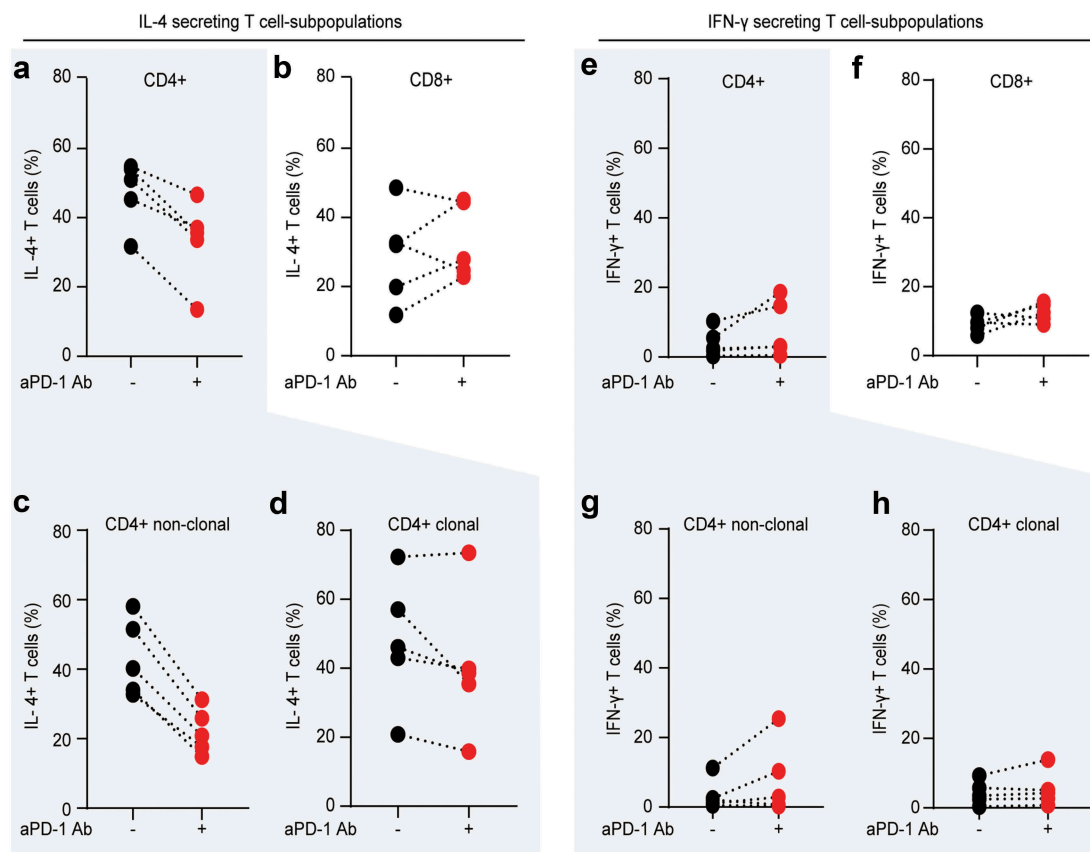 IL-4 secreting T cell-subpopulations
IFN-γ secreting T cell-subpopulations
a
CD4+
IL -4+ T cells (%)
80
60
40
20
0
aPD-1 Ab - +
b
CD8+
IL- 4+ T cells (%)
80
60
40
20
0
aPD-1 Ab - +
e
CD4+
IFN-γ+ T cells (%)
80
60
40
20
0
aPD-1 Ab - +
f
CD8+
IFN-γ+ T cells (%)
80
60
40
20
0
aPD-1 Ab - +
c
CD4+ non-clonal
IL- 4+ T cells (%)
80
60
40
20
0
aPD-1 Ab - +
d
CD4+ clonal
IL- 4+ T cells (%)
80
60
40
20
0
aPD-1 Ab - +
g
CD4+ non-clonal
IFN-γ+ T cells (%)
80
60
40
20
0
aPD-1 Ab - +
h
CD4+ clonal
IFN-γ+ T cells (%)
80
60
40
20
0
aPD-1 Ab - +